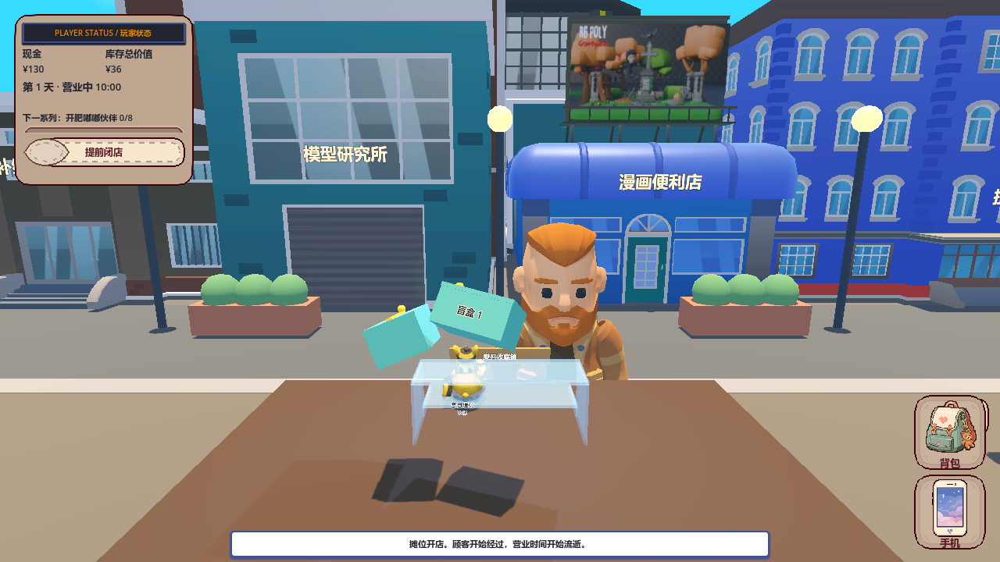 PLAYER STATUS / 玩家状态
现金
库存总价值
¥130
¥36
第 1 天 · 营业中 10:00
下一系列：开肥嘟嘟伙伴 0/8
提前闭店
模型研究所
BG POLY
Graveyard
漫画便利店
盲盒 1
背包
手机
摊位开店。顾客开始经过，营业时间开始流逝。